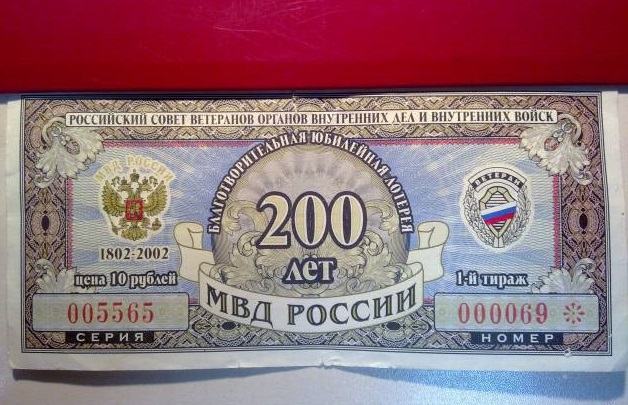 РОССИЙСКИЙ СОВЕТ ВЕТЕРАНОВ ОРГАНОВ ВНУТРЕННИХ ДЕЛ И ВНУТРЕННИХ ВОЙСК
БЛАГОТВОРИТЕЛЬНАЯ ЮБИЛЕЙНАЯ ЛОТЕРЕЯ
МВД РОССИИ
ВЕТЕРАН
200
ЛЕТ
1802-2002
цена 10 рублей
1-й тираж
МВД РОССИИ
005565
000069
СЕРИЯ
НОМЕР